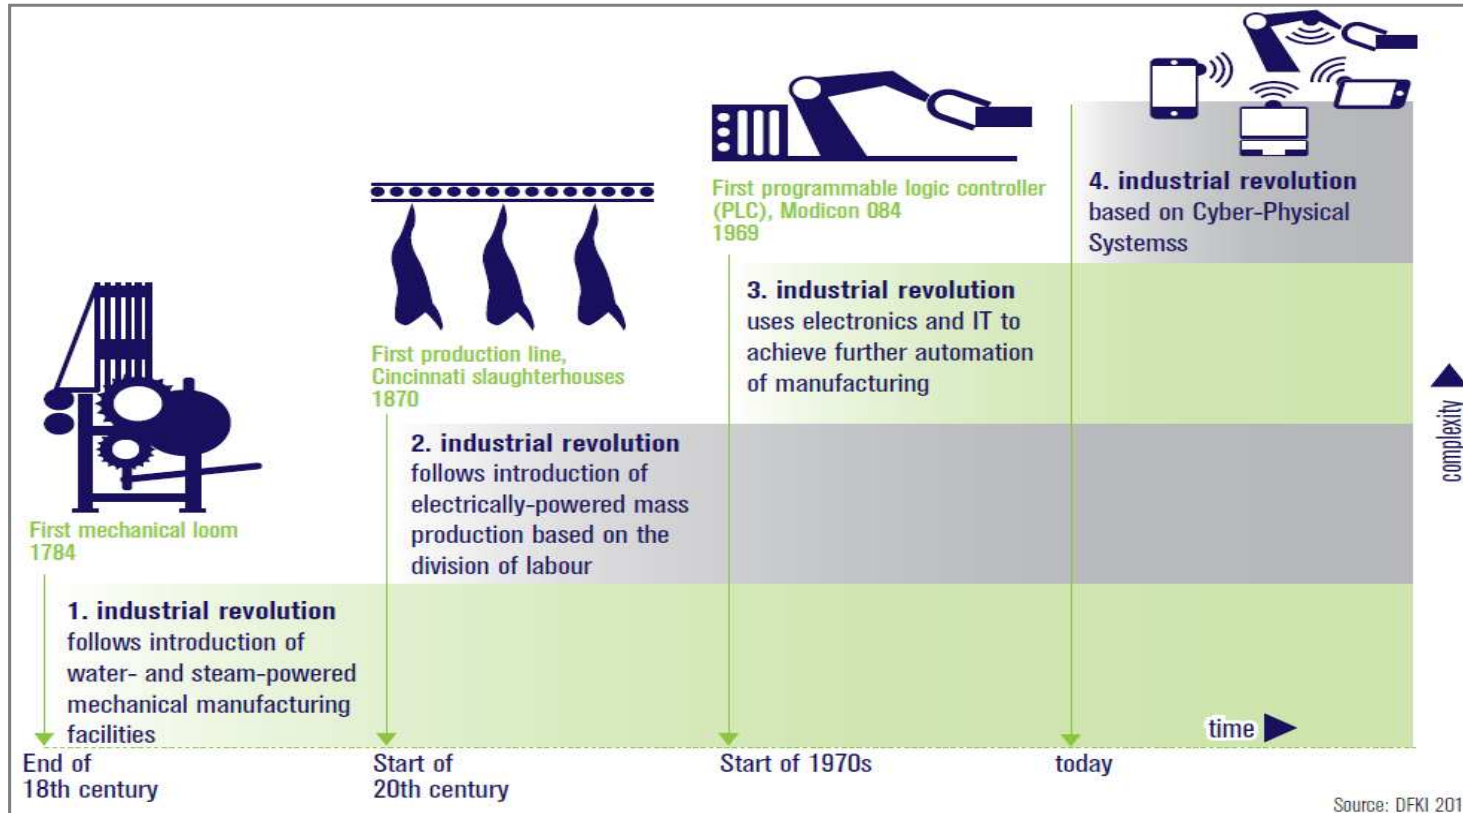 4. industrial revolution
based on Cyber-Physical
Systemss
First programmable logic controller
(PLC), Modicon 084
1969
3. industrial revolution
uses electronics and IT to
achieve further automation
of manufacturing
First production line,
Cincinnati slaughterhouses
1870
2. industrial revolution
follows introduction of
electrically-powered mass
production based on the
division of labour
First mechanical loom
1784
1. industrial revolution
follows introduction of
water- and steam-powered
mechanical manufacturing
facilities
complexity
time
End of
18th century
Start of
20th century
Start of 1970s
today
Source: DFKI 201